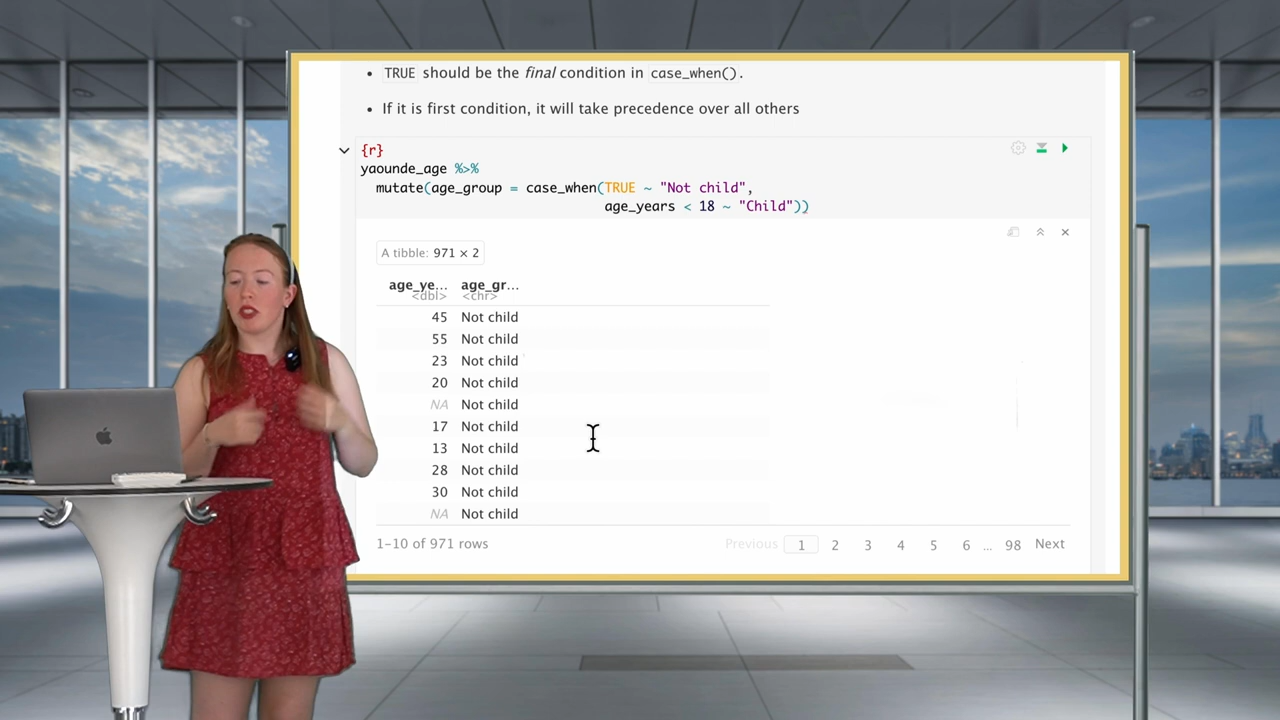 • TRUE should be the final condition in case_when().
• If it is first condition, it will take precedence over all others
{r}
yaounde_age %>%
mutate(age_group = case_when(TRUE ~ "Not child",
age_years < 18 ~ "Child"))
A tibble: 971 × 2
age_ye... age_gr...
<dbl> <chr>
45 Not child
55 Not child
23 Not child
20 Not child
NA Not child
17 Not child
13 Not child
28 Not child
30 Not child
NA Not child
1–10 of 971 rows Previous 1 2 3 4 5 6 ... 98 Next